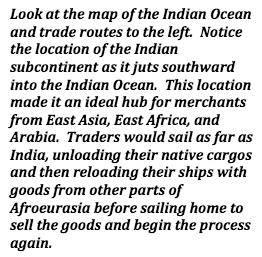 Look at the map of the Indian Ocean
and trade routes to the left.  Notice
the location of the Indian
subcontinent as it juts southward
into the Indian Ocean.  This location
made it an ideal hub for merchants
from East Asia, East Africa, and
Arabia.  Traders would sail as far as
India, unloading their native cargos
and then reloading their ships with
goods from other parts of
Afroeurasia before sailing home to
sell the goods and begin the process
again.